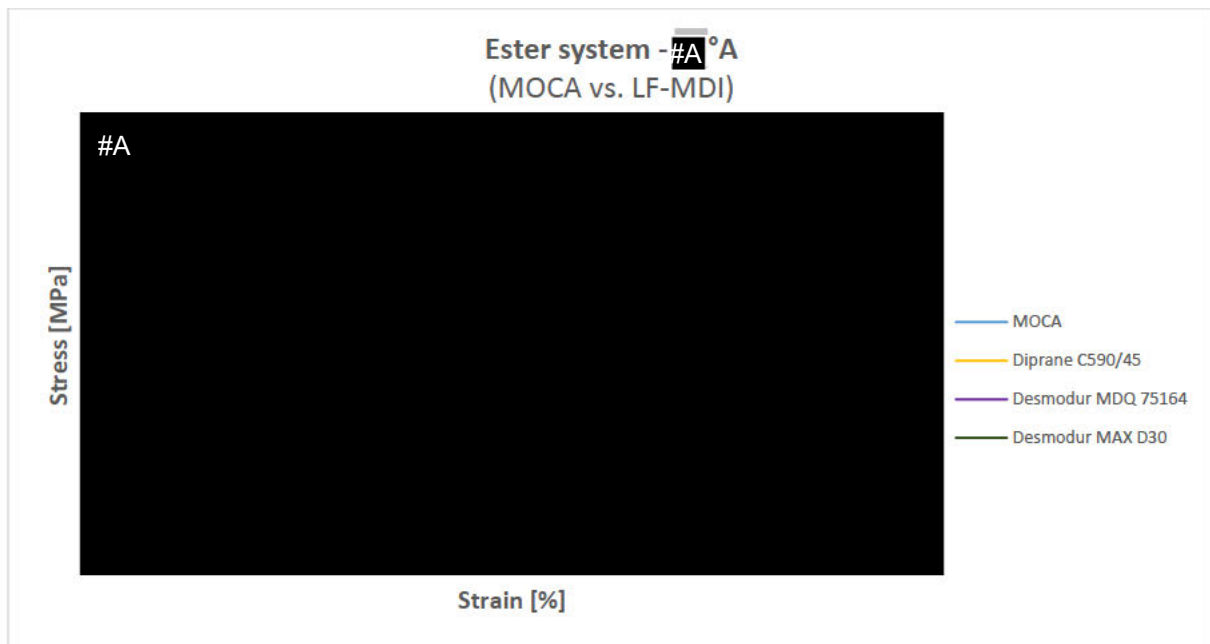 Ester system - #A °A
(MOCA vs. LF-MDI)
#A
Stress [MPa]
MOCA
Diprane C590/45
Desmodur MDQ 75164
Desmodur MAX D30
Strain [%]